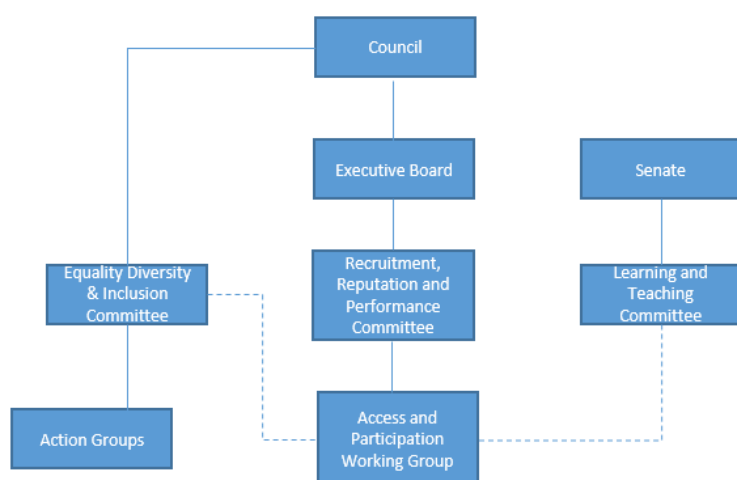 Council
Executive Board
Senate
Equality Diversity
& Inclusion
Committee
Recruitment,
Reputation and
Performance
Committee
Learning and
Teaching
Committee
Action Groups
Access and
Participation
Working Group